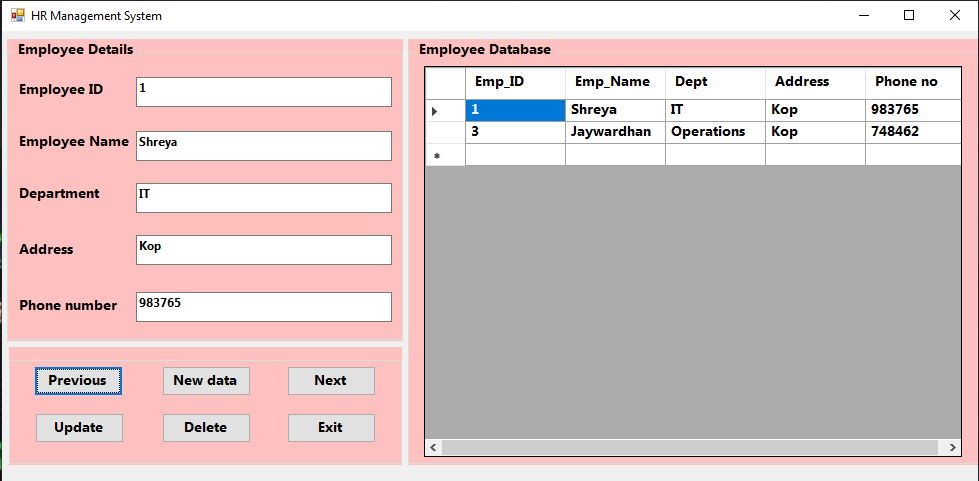 HR Management System
Employee Details
Employee ID 1
Employee Name Shreya
Department IT
Address Kop
Phone number 983765
Previous New data Next
Update Delete Exit
Employee Database
Emp_ID Emp_Name Dept Address Phone no
1 Shreya IT Kop 983765
3 Jaywardhan Operations Kop 748462